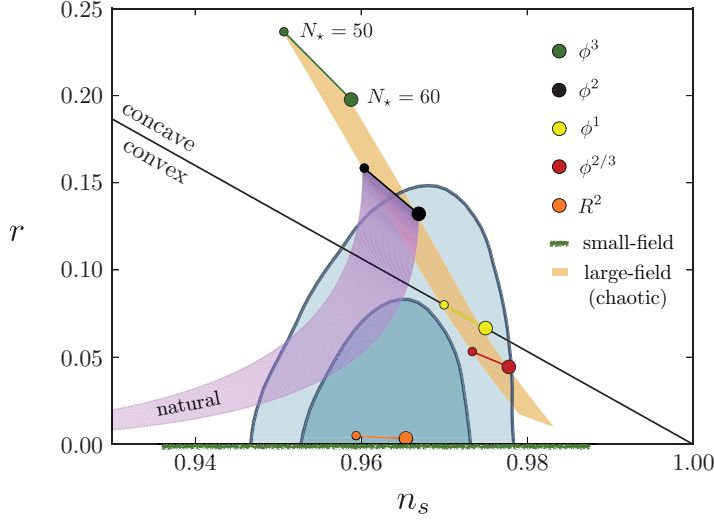 0.25
0.20
0.15
0.10
0.05
0.00
r
0.94
0.96
0.98
1.00
n_s
N⋆ = 50
N⋆ = 60
concave
convex
natural
ϕ³
ϕ²
ϕ¹
ϕ^{2/3}
R²
small-field
large-field
(chaotic)